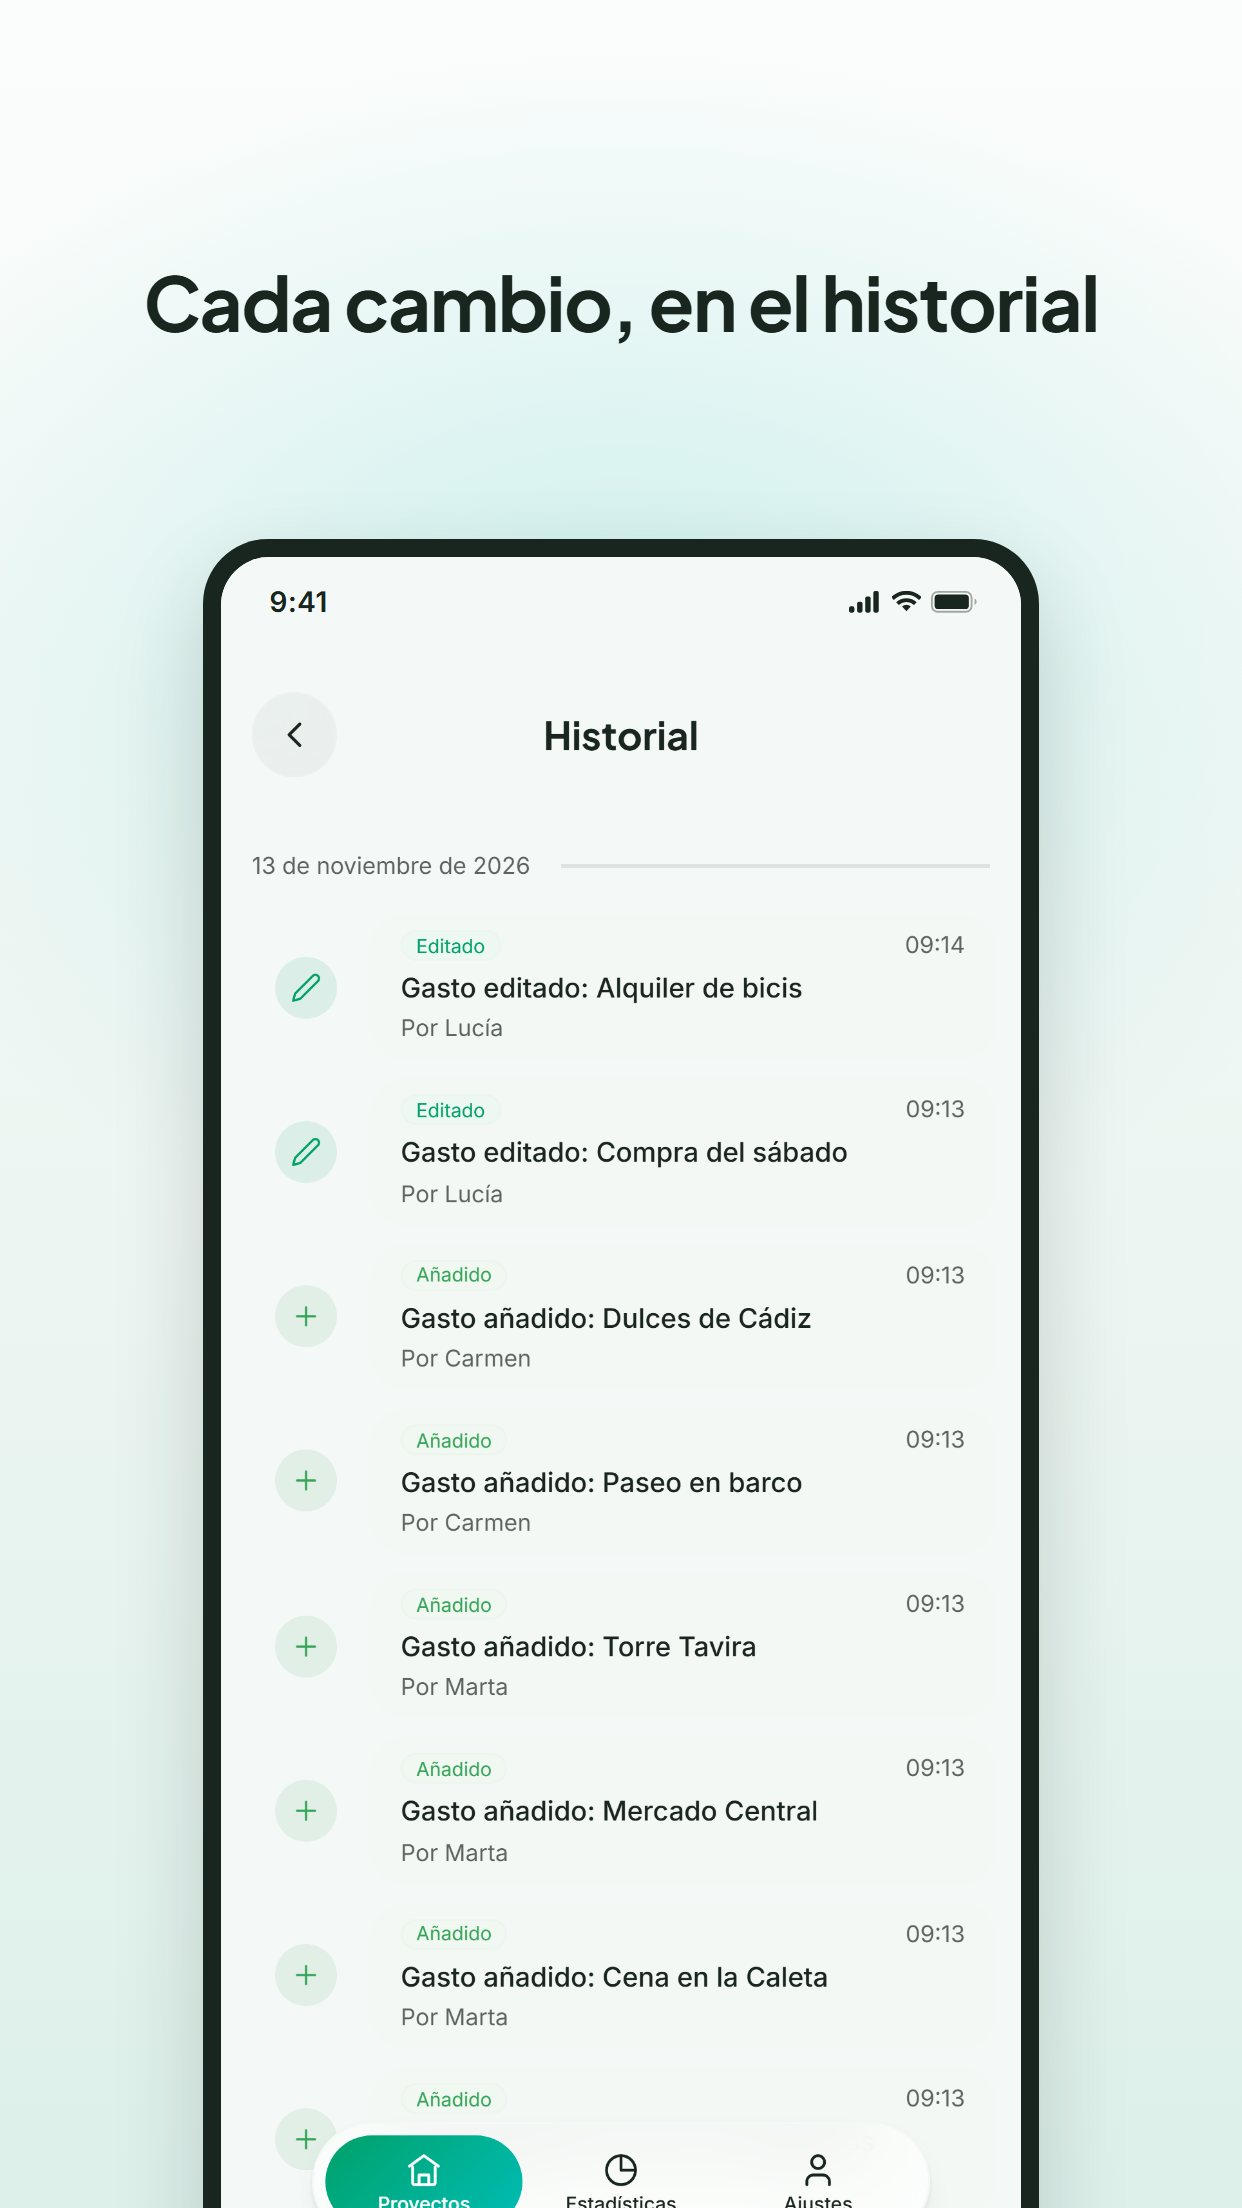 Cada cambio, en el historial
9:41
Historial
13 de noviembre de 2026
Editado
09:14
Gasto editado: Alquiler de bicis
Por Lucía
Editado
09:13
Gasto editado: Compra del sábado
Por Lucía
Añadido
09:13
Gasto añadido: Dulces de Cádiz
Por Carmen
Añadido
09:13
Gasto añadido: Paseo en barco
Por Carmen
Añadido
09:13
Gasto añadido: Torre Tavira
Por Marta
Añadido
09:13
Gasto añadido: Mercado Central
Por Marta
Añadido
09:13
Gasto añadido: Cena en la Caleta
Por Marta
Añadido
09:13
Proyectos
Estadísticas
Ajustes